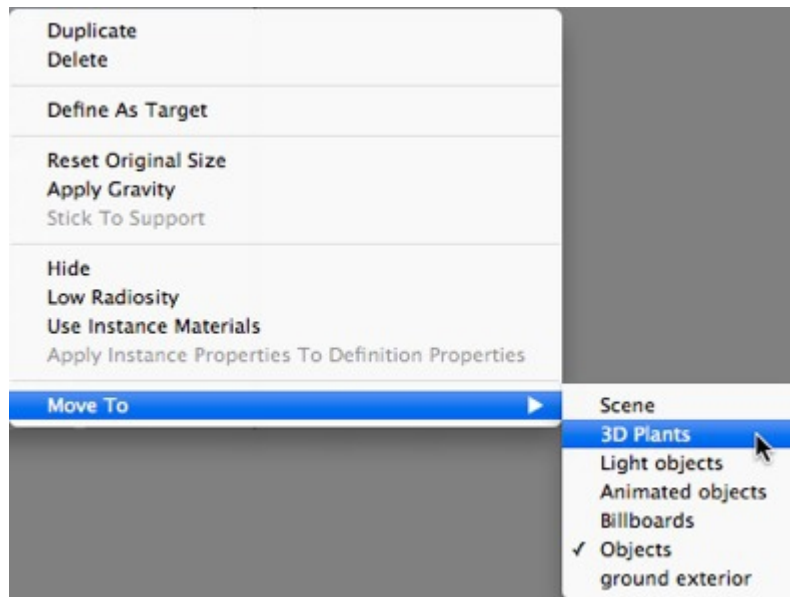 Duplicate
Delete
Define As Target
Reset Original Size
Apply Gravity
Stick To Support
Hide
Low Radiosity
Use Instance Materials
Apply Instance Properties To Definition Properties
Move To
Scene
3D Plants
Light objects
Animated objects
Billboards
✓ Objects
ground exterior